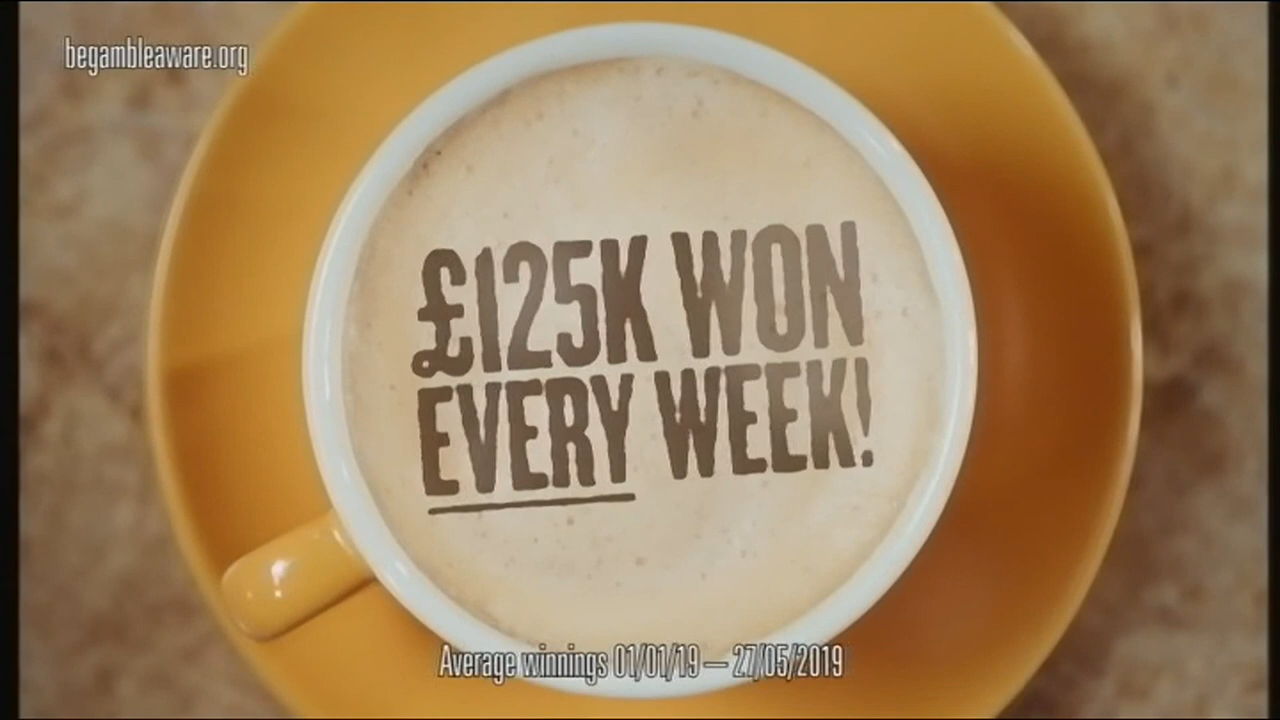 begambleaware.org
£125K WON
EVERY WEEK!
Average winnings 01/01/19 – 27/05/2019